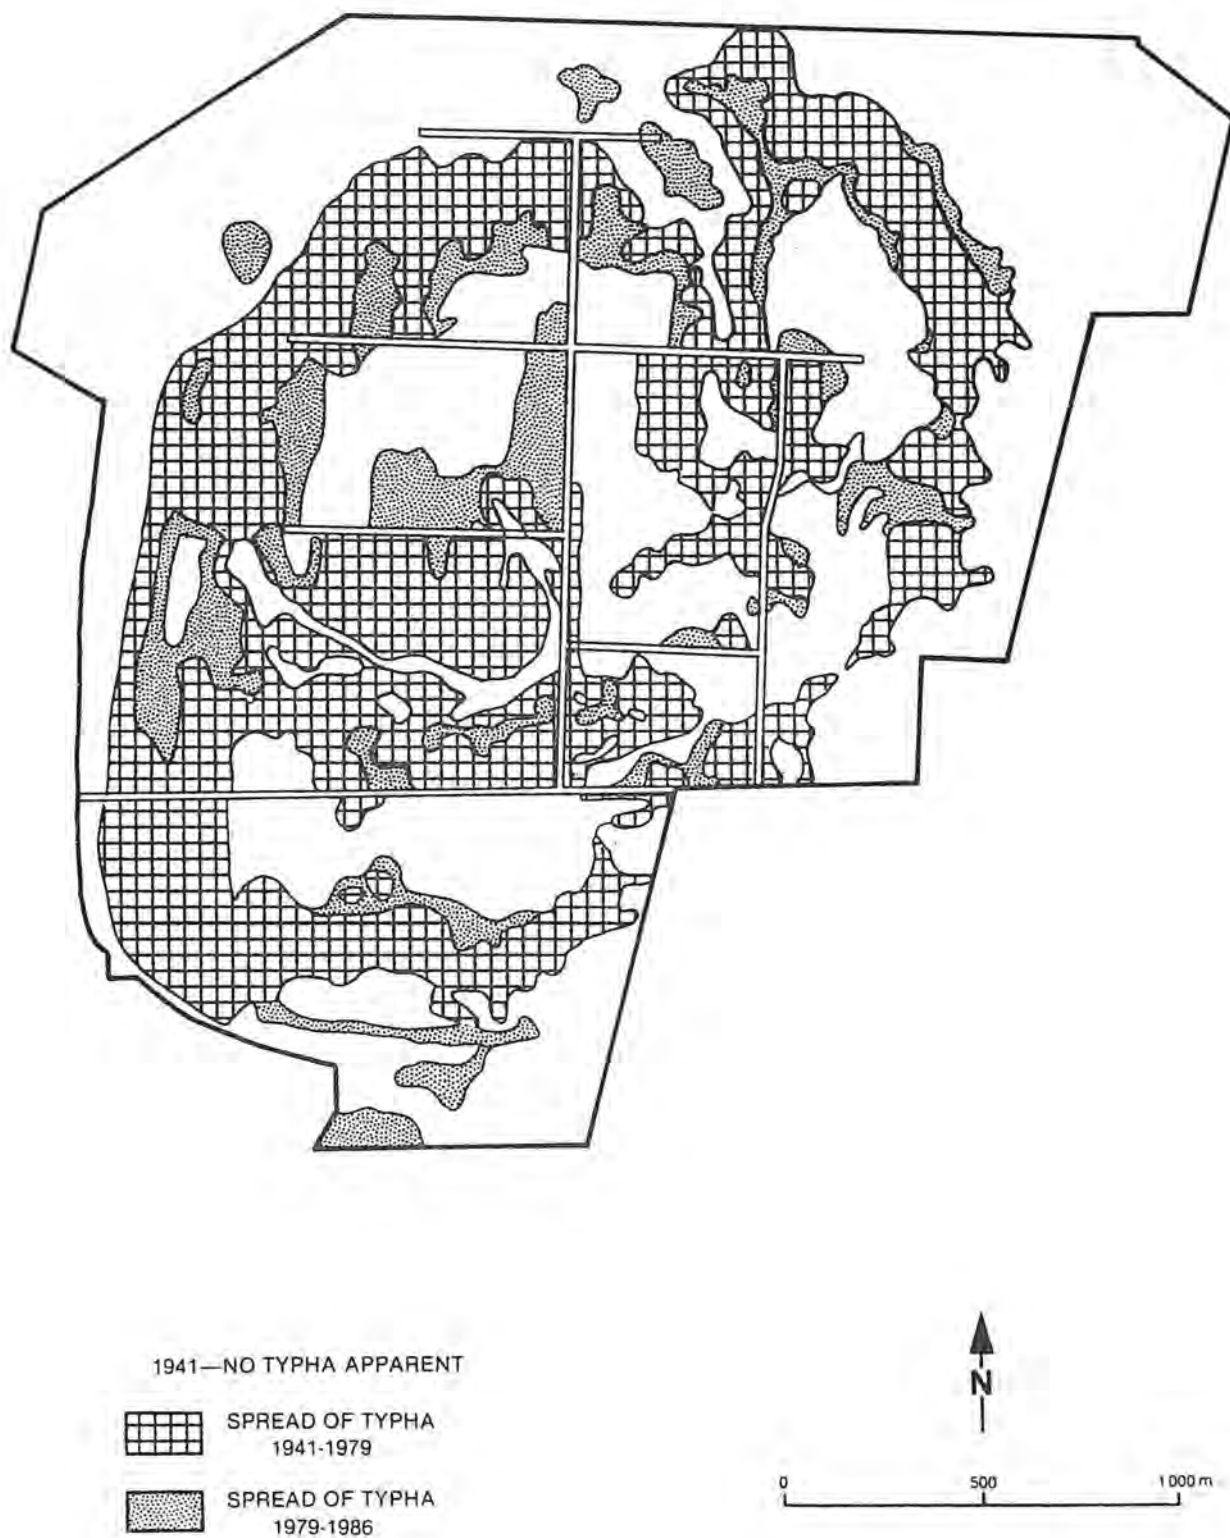 1941—NO TYPHA APPARENT
SPREAD OF TYPHA
1941-1979
SPREAD OF TYPHA
1979-1986
N
0 500 1000 m